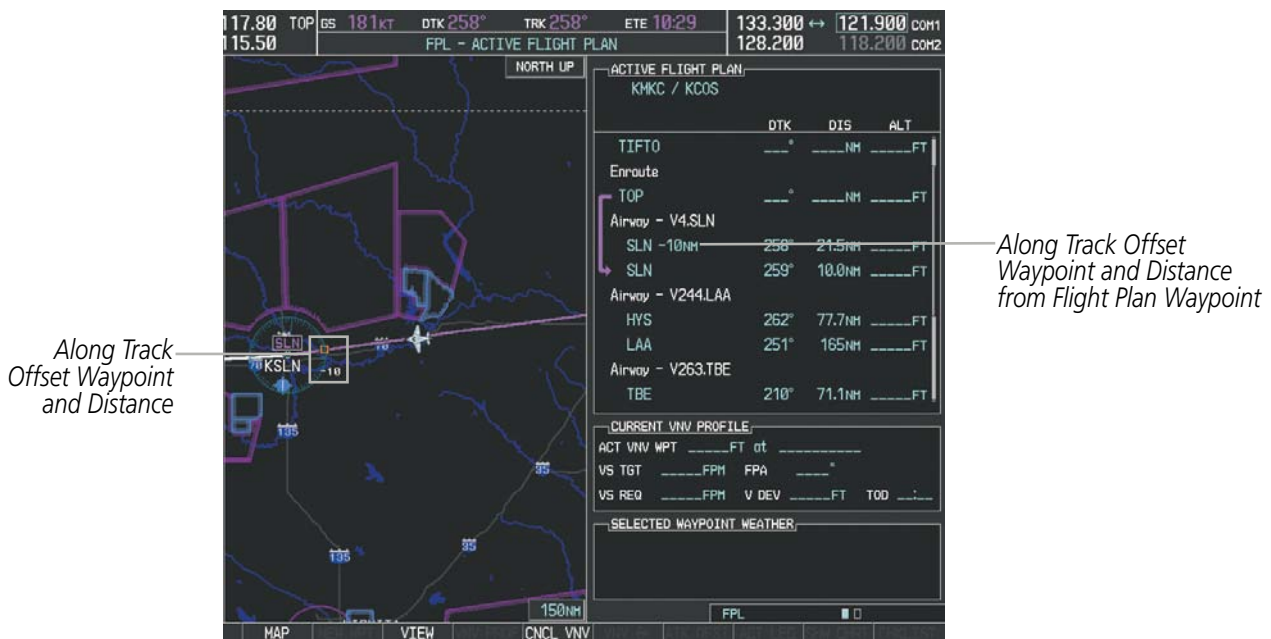 117.80 TOP GS 181KT DTK 258° TRK 258° ETE 10:29 133.300 ↔ 121.900 COM1
115.50 FPL – ACTIVE FLIGHT PLAN 128.200 118.200 COM2
NORTH UP
ACTIVE FLIGHT PLAN
KMKC / KCOS
DTK DIS ALT
TIFTO ___° ____NM _____FT
Enroute
TOP ___° ____NM _____FT
Airway - V4.SLN
SLN -10NM 258° 21.5NM _____FT
SLN 259° 10.0NM _____FT
Airway - V244.LAA
HYS 262° 77.7NM _____FT
LAA 251° 165NM _____FT
Airway - V263.TBE
TBE 210° 71.1NM _____FT
CURRENT VNV PROFILE
ACT VNV WPT _____FT at __________
VS TGT _____FPM FPA ____°
VS REQ _____FPM V DEV _____FT TOD __:__
SELECTED WAYPOINT WEATHER
SLN
KSLN
70
70
-10
135
35
135
35
150NM
FPL
MAP VIEW CNCL VNV
Along Track
Offset Waypoint
and Distance
Along Track Offset
Waypoint and Distance
from Flight Plan Waypoint